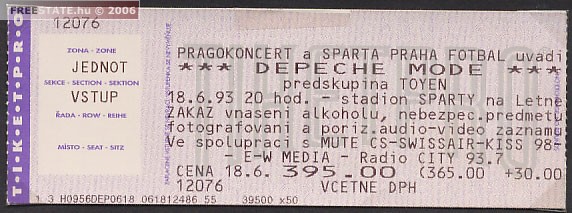 FREESTATE.hu © 2006
12076
TIKETPRO
ZONA - ZONE
JEDNOT
SEKCE - SECTION - SEKTION
VSTUP
ŘADA - ROW - REIHE
MÍSTO - SEAT - SITZ
PRAGOKONCERT a SPARTA PRAHA FOTBAL uvadi
*** DEPECHE MODE ***
predskupina TOYEN
18.6.93 20 hod. - stadion SPARTY na Letne
ZAKAZ vnaseni alkoholu, nebezpec.predmetu
fotografovani a poriz.audio-video zaznamu
Ve spolupraci s MUTE CS-SWISSAIR-KISS 98
- E-W MEDIA - Radio CITY 93.7
CENA 18.6. 395.00 (365.00 +30.00
12076 VCETNE DPH
1 3 H0956DEP0618 061812486 55 39500 x50